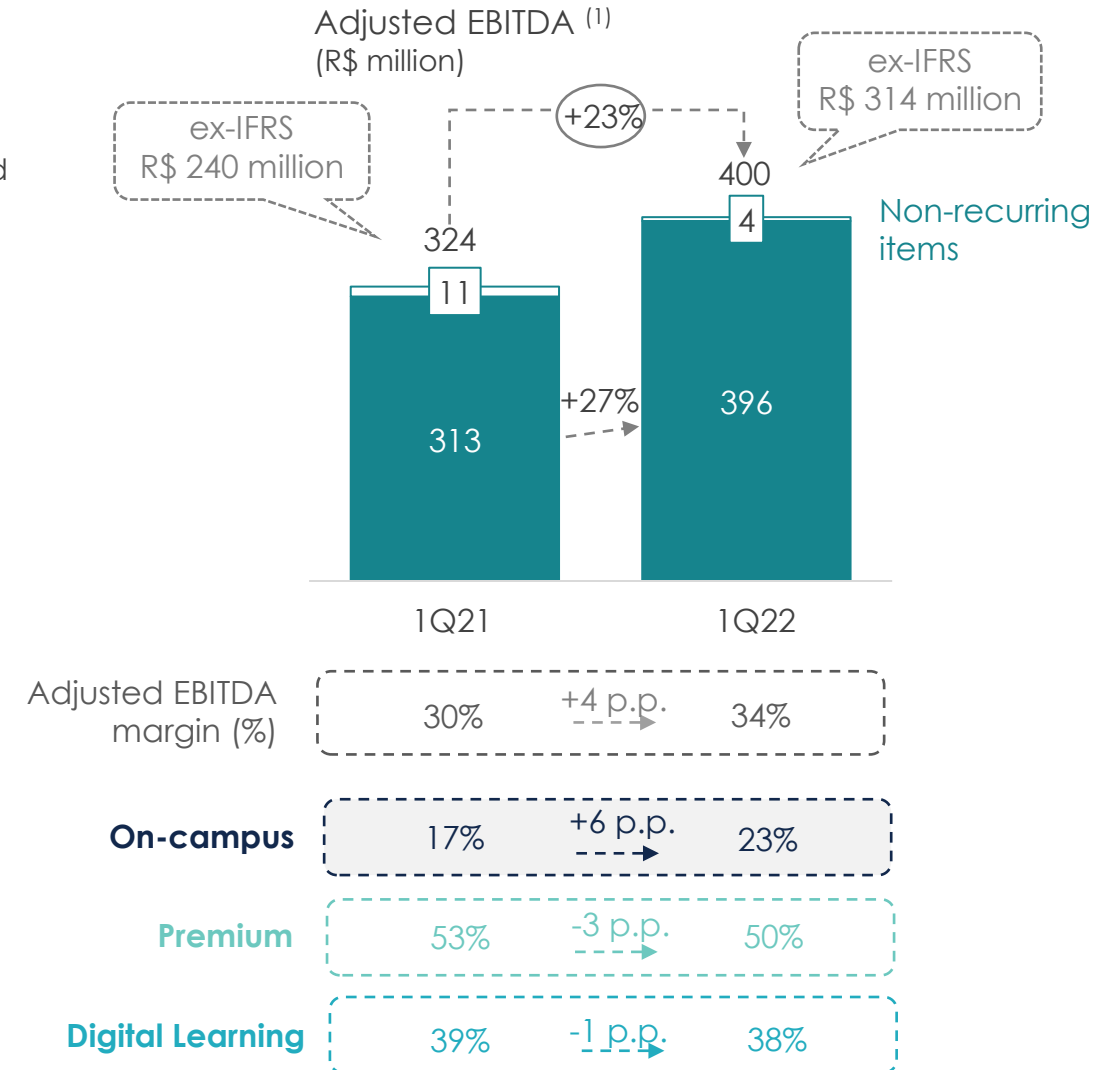 Adjusted EBITDA (1)
(R$ million)
ex-IFRS
R$ 314 million
+23%
ex-IFRS
R$ 240 million
d
400
4
Non-recurring
items
324
11
+27%
396
313
1Q21
1Q22
Adjusted EBITDA
margin (%)
30%
+4 p.p.
34%
On-campus
17%
+6 p.p.
23%
Premium
53%
-3 p.p.
50%
Digital Learning
39%
-1 p.p.
38%